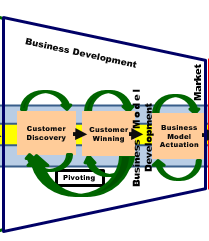 Business Development
Market
Business Model
Development
Customer
Discovery
Customer
Winning
Business
Model
Actuation
Pivoting